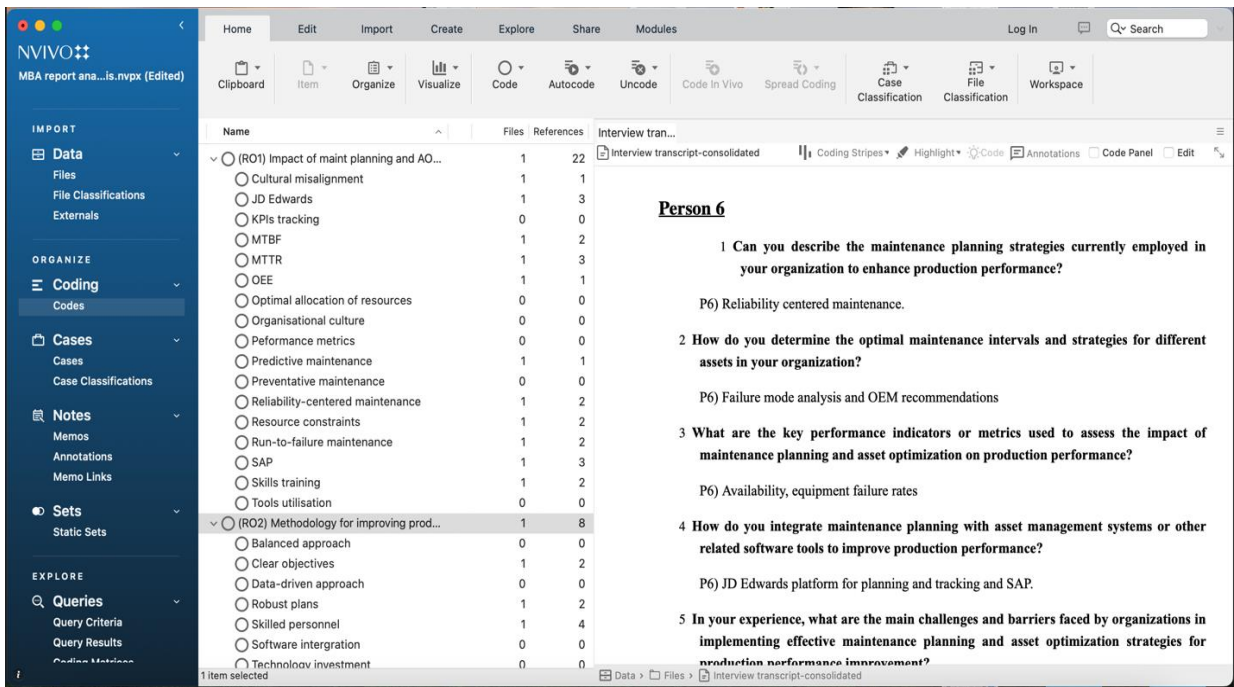 NVIVO
MBA report ana...is.nvpx (Edited)
IMPORT
Data
Files
File Classifications
Externals
ORGANIZE
Coding
Codes
Cases
Cases
Case Classifications
Notes
Memos
Annotations
Memo Links
Sets
Static Sets
EXPLORE
Queries
Query Criteria
Query Results
Coding Matrices
Home Edit Import Create Explore Share Modules Log In Search
Clipboard Item Organize Visualize Code Autocode Uncode Code In Vivo Spread Coding Case Classification File Classification Workspace
Name Files References
(RO1) Impact of maint planning and AO... 1 22
Cultural misalignment 1 1
JD Edwards 1 3
KPIs tracking 0 0
MTBF 1 2
MTTR 1 3
OEE 1 1
Optimal allocation of resources 0 0
Organisational culture 0 0
Peformance metrics 0 0
Predictive maintenance 1 1
Preventative maintenance 0 0
Reliability-centered maintenance 1 2
Resource constraints 1 2
Run-to-failure maintenance 1 2
SAP 1 3
Skills training 1 2
Tools utilisation 0 0
(RO2) Methodology for improving prod... 1 8
Balanced approach 0 0
Clear objectives 1 2
Data-driven approach 0 0
Robust plans 1 2
Skilled personnel 1 4
Software intergration 0 0
Technology investment 0 0
1 item selected
Interview tran...
Interview transcript-consolidated Coding Stripes Highlight Code Annotations Code Panel Edit
Person 6
1 Can you describe the maintenance planning strategies currently employed in
your organization to enhance production performance?
P6) Reliability centered maintenance.
2 How do you determine the optimal maintenance intervals and strategies for different
assets in your organization?
P6) Failure mode analysis and OEM recommendations
3 What are the key performance indicators or metrics used to assess the impact of
maintenance planning and asset optimization on production performance?
P6) Availability, equipment failure rates
4 How do you integrate maintenance planning with asset management systems or other
related software tools to improve production performance?
P6) JD Edwards platform for planning and tracking and SAP.
5 In your experience, what are the main challenges and barriers faced by organizations in
implementing effective maintenance planning and asset optimization strategies for
production performance improvement?
Data > Files > Interview transcript-consolidated